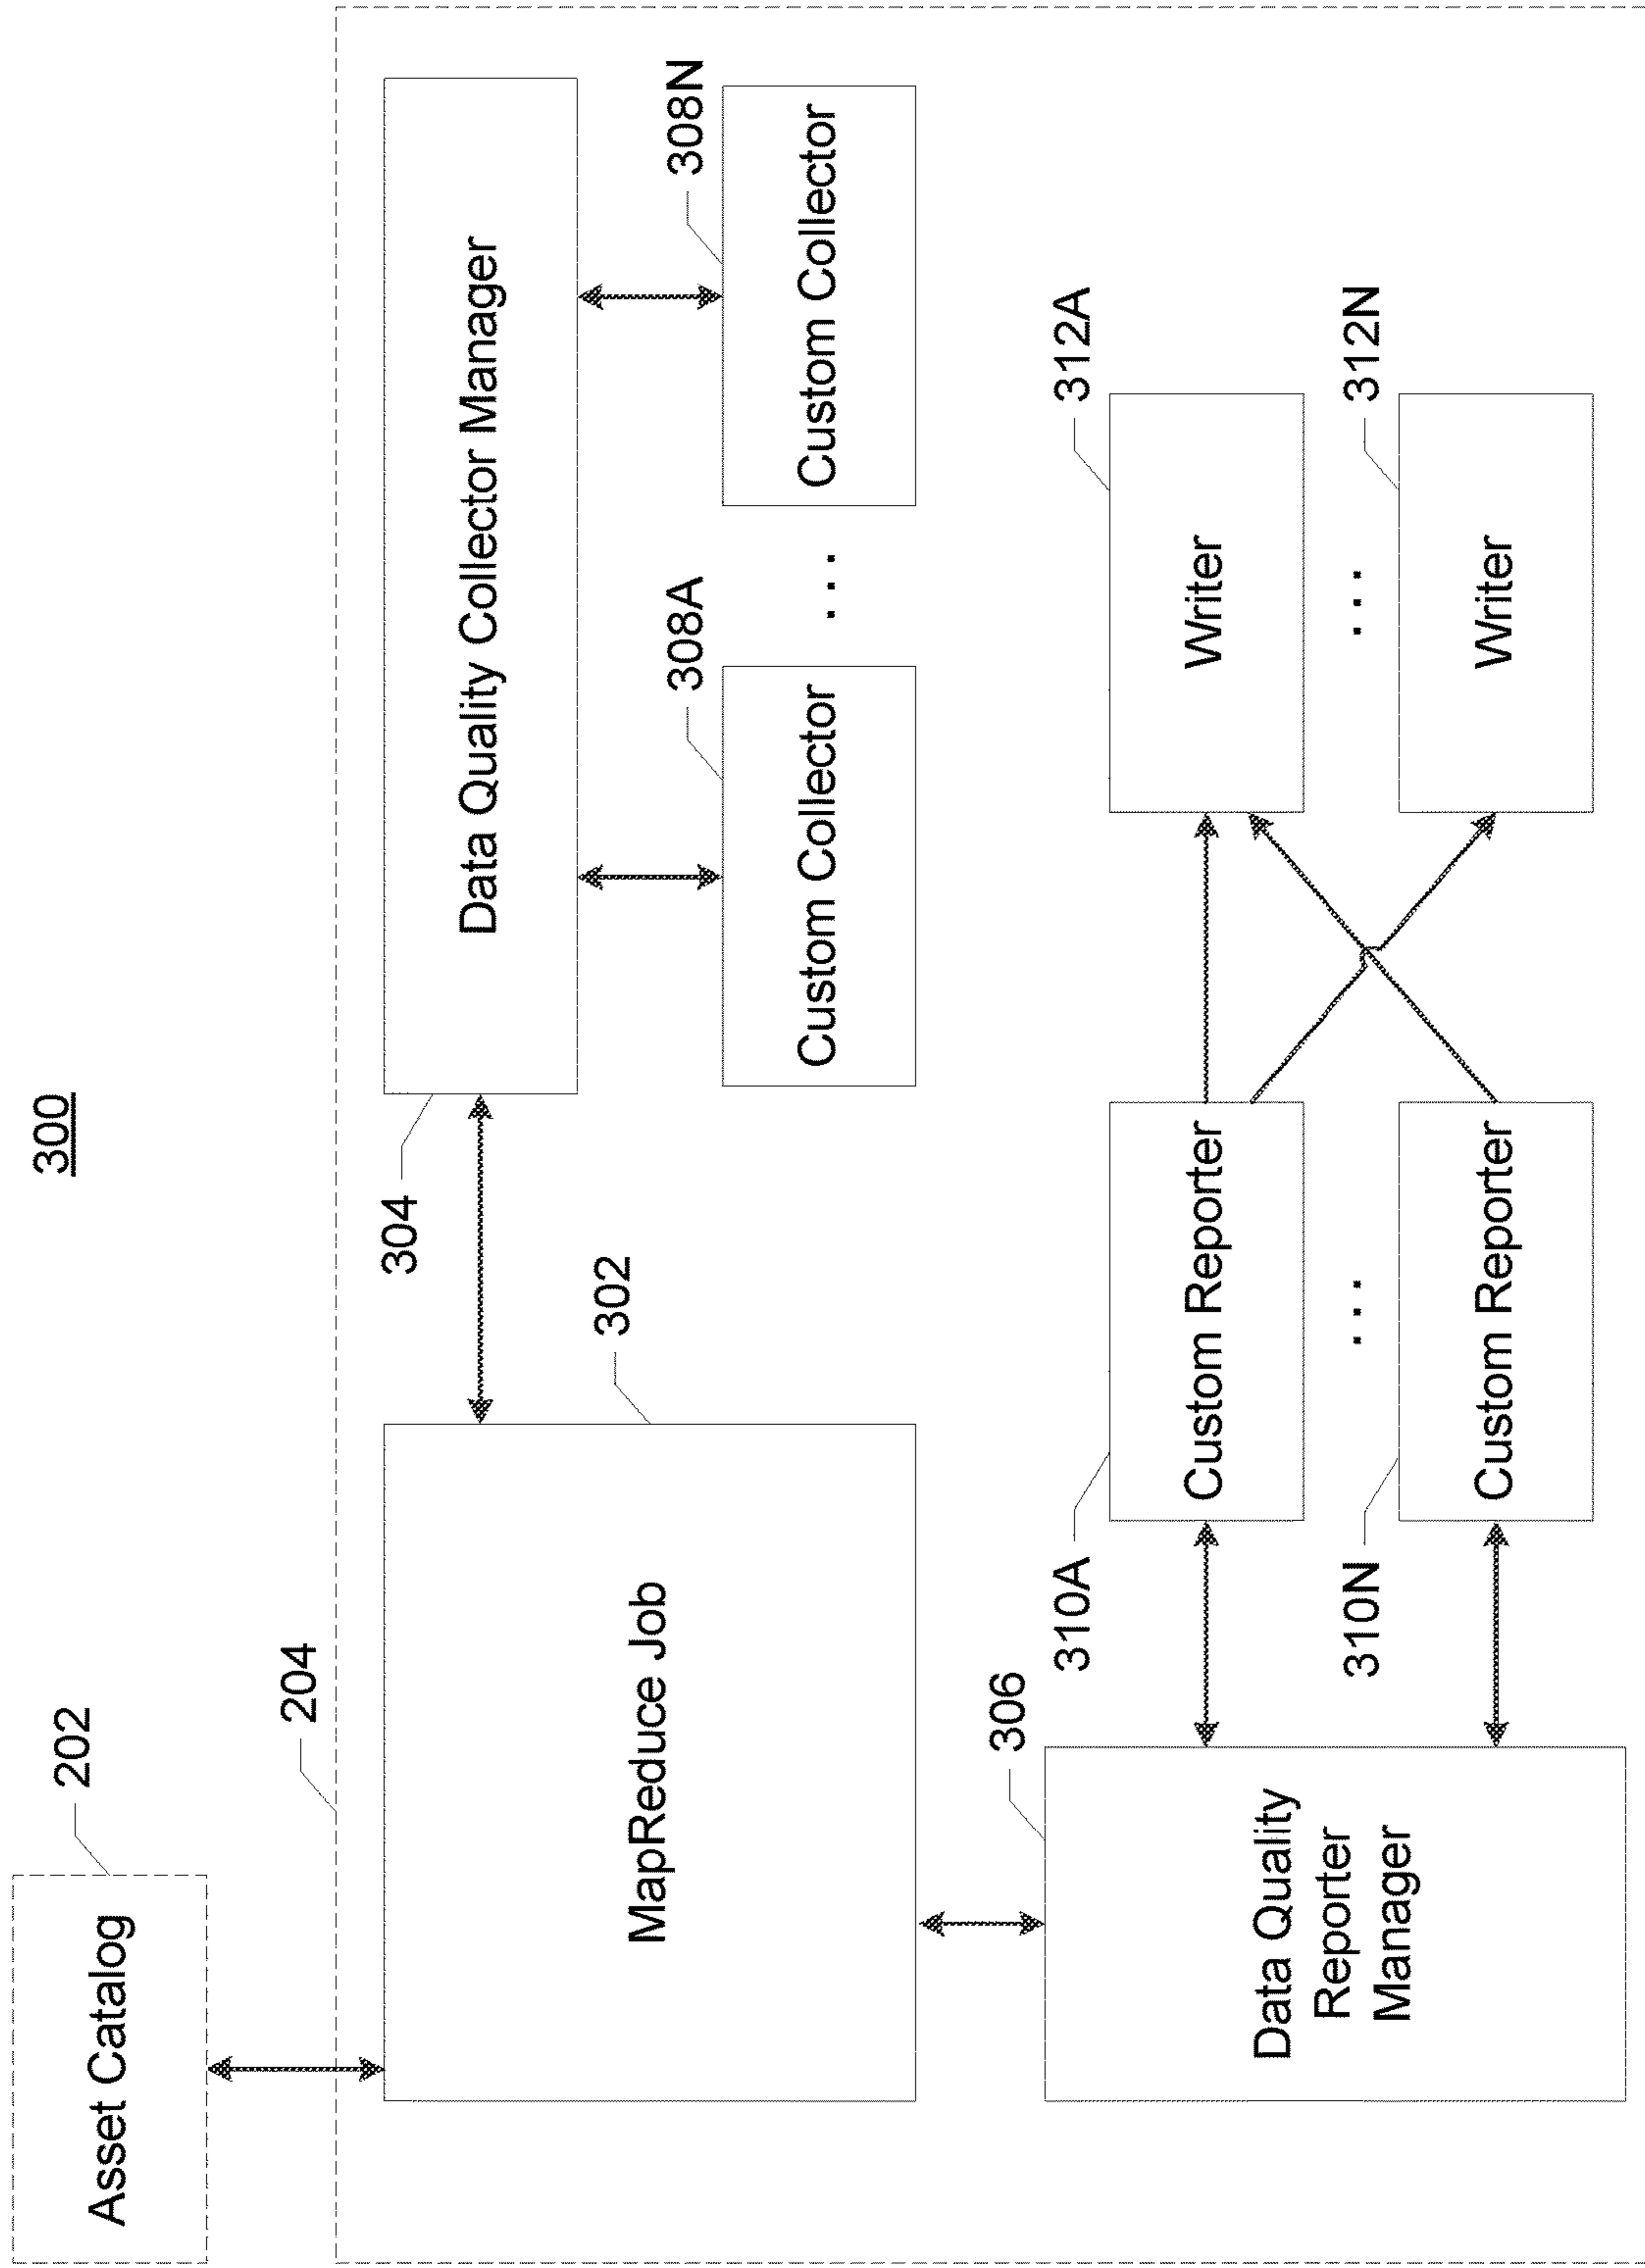 300
Asset Catalog
202
204
MapReduce Job
302
304
Data Quality Collector Manager
308A
308N
Custom Collector
. . .
Custom Collector
306
Data Quality
Reporter
Manager
310A
Custom Reporter
. . .
310N
Custom Reporter
312A
Writer
. . .
312N
Writer